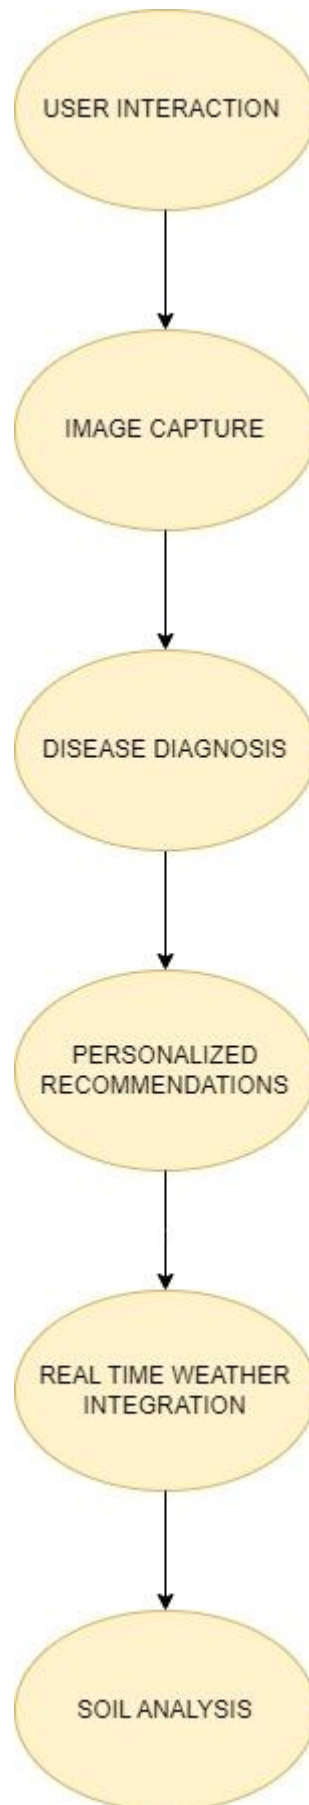 USER INTERACTION
IMAGE CAPTURE
DISEASE DIAGNOSIS
PERSONALIZED
RECOMMENDATIONS
REAL TIME WEATHER
INTEGRATION
SOIL ANALYSIS